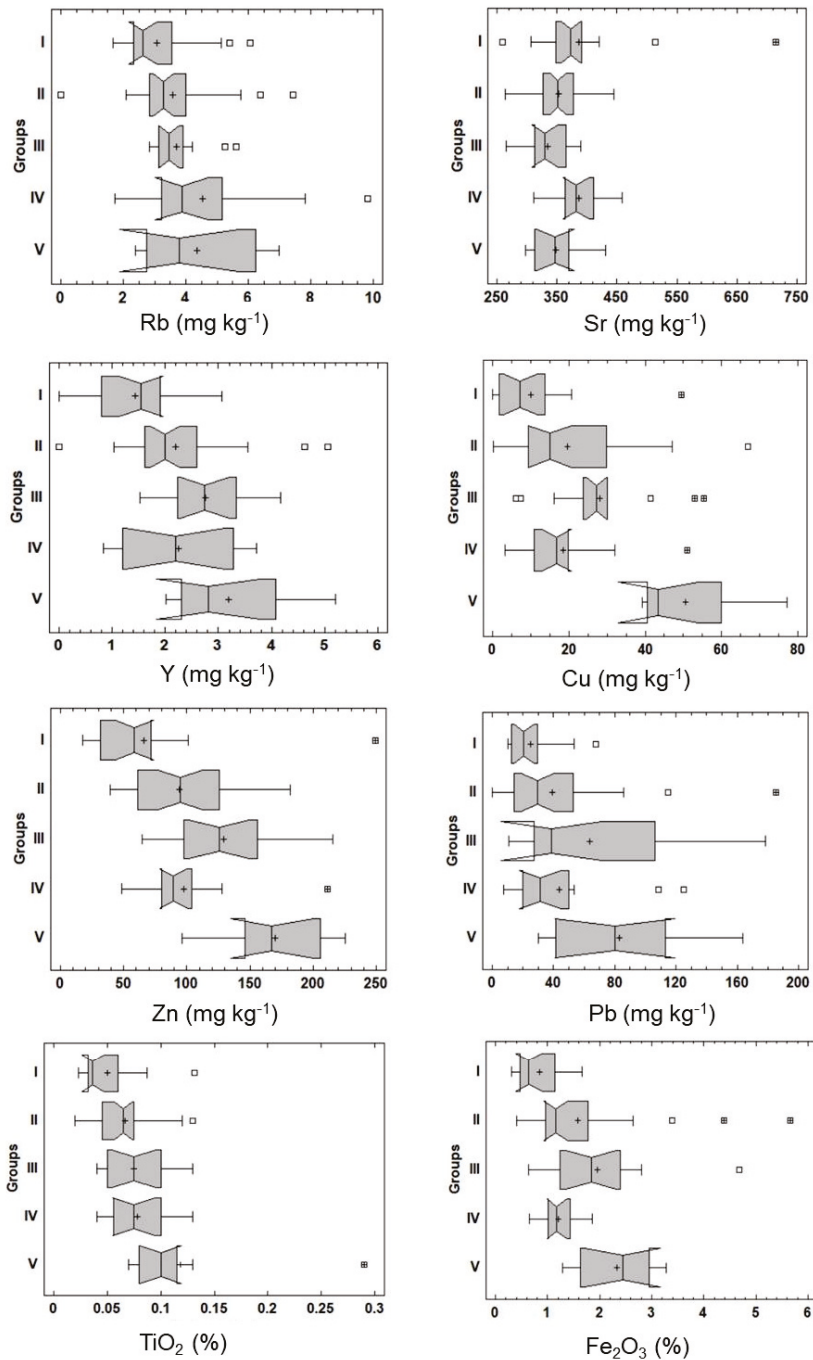 I
II
III
IV
V
Groups
0 2 4 6 8 10
Rb (mg kg⁻¹)
I
II
III
IV
V
Groups
250 350 450 550 650 750
Sr (mg kg⁻¹)
I
II
III
IV
V
Groups
0 1 2 3 4 5 6
Y (mg kg⁻¹)
I
II
III
IV
V
Groups
0 20 40 60 80
Cu (mg kg⁻¹)
I
II
III
IV
V
Groups
0 50 100 150 200 250
Zn (mg kg⁻¹)
I
II
III
IV
V
Groups
0 40 80 120 160 200
Pb (mg kg⁻¹)
I
II
III
IV
V
Groups
0 0.05 0.1 0.15 0.2 0.25 0.3
TiO₂ (%)
I
II
III
IV
V
Groups
0 1 2 3 4 5 6
Fe₂O₃ (%)